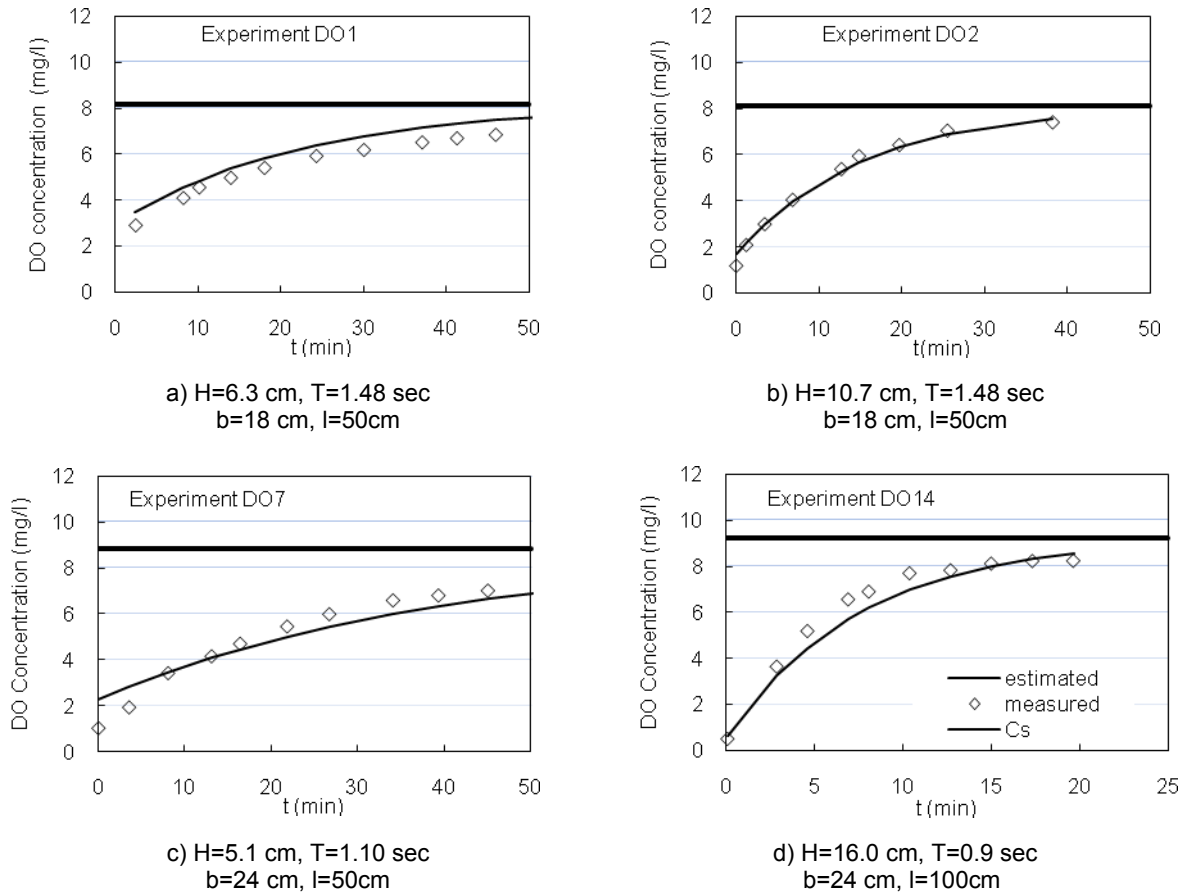 DO concentration (mg/l)
12
10
8
6
4
2
0
Experiment DO1
0 10 20 30 40 50
t (min)
a) H=6.3 cm, T=1.48 sec
b=18 cm, l=50cm
DO concentration (mg/l)
12
10
8
6
4
2
0
Experiment DO2
0 10 20 30 40 50
t (min)
b) H=10.7 cm, T=1.48 sec
b=18 cm, l=50cm
DO Concentration (mg/l)
12
10
8
6
4
2
0
Experiment DO7
0 10 20 30 40 50
t (min)
c) H=5.1 cm, T=1.10 sec
b=24 cm, l=50cm
DO Concentration (mg/l)
12
10
8
6
4
2
0
Experiment DO14
estimated
measured
Cs
0 5 10 15 20 25
t (min)
d) H=16.0 cm, T=0.9 sec
b=24 cm, l=100cm